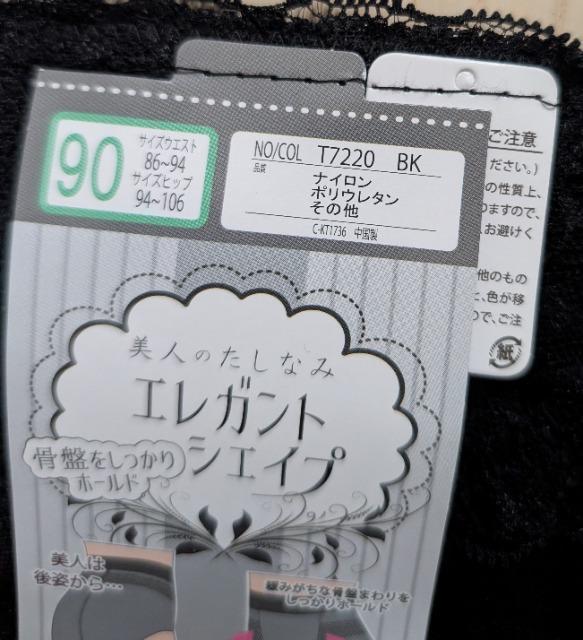 90
サイズウエスト
86~94
サイズヒップ
94~106
NO/COL T7220 BK
品質
ナイロン
ポリウレタン
その他
C-KT1736 中国製
美人のたしなみ
エレガント
シェイプ
骨盤をしっかり
ホールド
美人は
後姿から…
緩みがちな骨盤まわりを
しっかりホールド
ご注意
ださい。)
の性質上、
りますので、
お避けく
他のもの
と、色が移
ので、ご注
紙